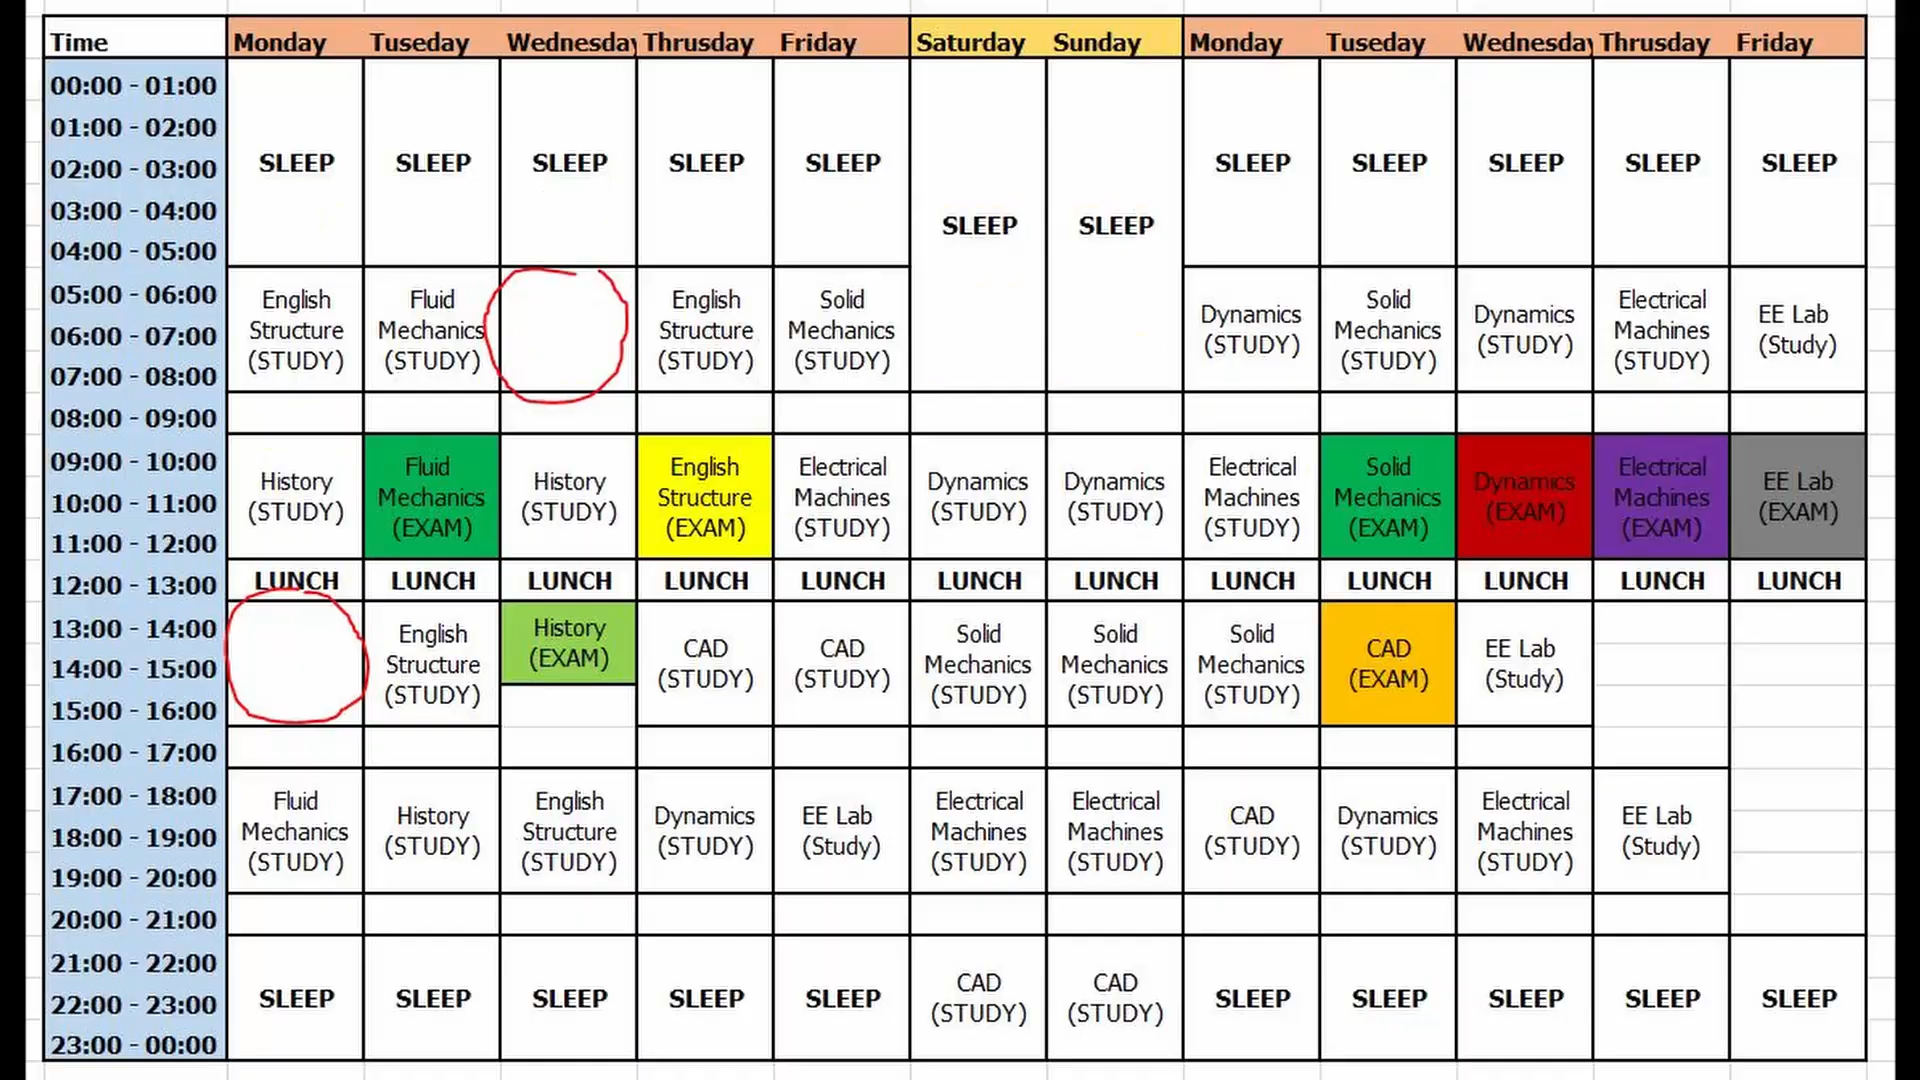 Time Monday Tuseday Wednesday Thrusday Friday Saturday Sunday Monday Tuseday Wednesday Thrusday Friday
00:00 - 01:00
01:00 - 02:00
02:00 - 03:00
SLEEP SLEEP SLEEP SLEEP SLEEP SLEEP SLEEP SLEEP SLEEP SLEEP
03:00 - 04:00
SLEEP SLEEP
04:00 - 05:00
05:00 - 06:00
06:00 - 07:00
07:00 - 08:00
English
Structure
(STUDY)
Fluid
Mechanics
(STUDY)
English
Structure
(STUDY)
Solid
Mechanics
(STUDY)
Dynamics
(STUDY)
Solid
Mechanics
(STUDY)
Dynamics
(STUDY)
Electrical
Machines
(STUDY)
EE Lab
(Study)
08:00 - 09:00
09:00 - 10:00
10:00 - 11:00
11:00 - 12:00
History
(STUDY)
Fluid
Mechanics
(EXAM)
History
(STUDY)
English
Structure
(EXAM)
Electrical
Machines
(STUDY)
Dynamics
(STUDY)
Dynamics
(STUDY)
Electrical
Machines
(STUDY)
Solid
Mechanics
(EXAM)
Dynamics
(EXAM)
Electrical
Machines
(EXAM)
EE Lab
(EXAM)
12:00 - 13:00 LUNCH LUNCH LUNCH LUNCH LUNCH LUNCH LUNCH LUNCH LUNCH LUNCH LUNCH LUNCH
13:00 - 14:00
14:00 - 15:00
15:00 - 16:00
English
Structure
(STUDY)
History
(EXAM)
CAD
(STUDY)
CAD
(STUDY)
Solid
Mechanics
(STUDY)
Solid
Mechanics
(STUDY)
Solid
Mechanics
(STUDY)
CAD
(EXAM)
EE Lab
(Study)
16:00 - 17:00
17:00 - 18:00
18:00 - 19:00
19:00 - 20:00
Fluid
Mechanics
(STUDY)
History
(STUDY)
English
Structure
(STUDY)
Dynamics
(STUDY)
EE Lab
(Study)
Electrical
Machines
(STUDY)
Electrical
Machines
(STUDY)
CAD
(STUDY)
Dynamics
(STUDY)
Electrical
Machines
(STUDY)
EE Lab
(Study)
20:00 - 21:00
21:00 - 22:00
22:00 - 23:00
23:00 - 00:00
SLEEP SLEEP SLEEP SLEEP SLEEP
CAD
(STUDY)
CAD
(STUDY)
SLEEP SLEEP SLEEP SLEEP SLEEP